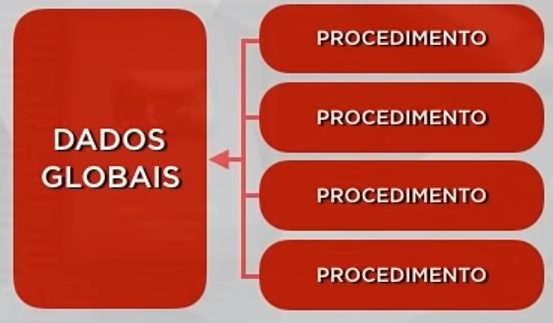 DADOS
GLOBAIS
PROCEDIMENTO
PROCEDIMENTO
PROCEDIMENTO
PROCEDIMENTO